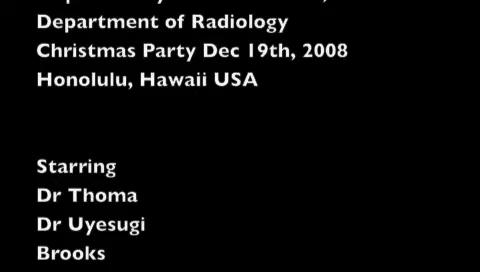 Department of Radiology
Christmas Party Dec 19th, 2008
Honolulu, Hawaii USA
Starring
Dr Thoma
Dr Uyesugi
Brooks